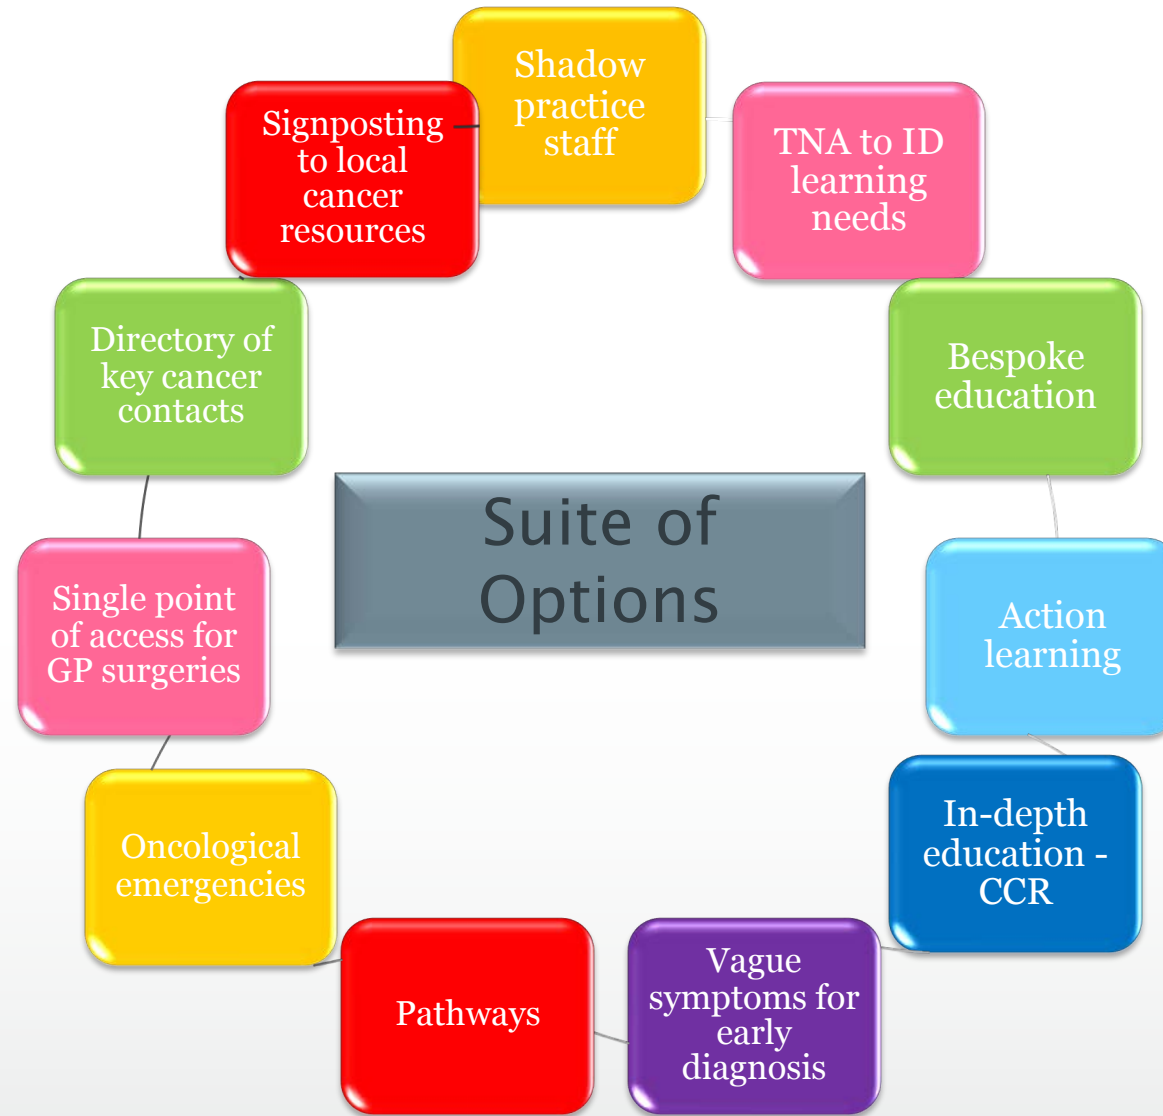 Shadow
practice
staff
TNA to ID
learning
needs
Bespoke
education
Action
learning
In-depth
education -
CCR
Vague
symptoms for
early
diagnosis
Pathways
Oncological
emergencies
Single point
of access for
GP surgeries
Directory of
key cancer
contacts
Signposting
to local
cancer
resources
Suite of
Options